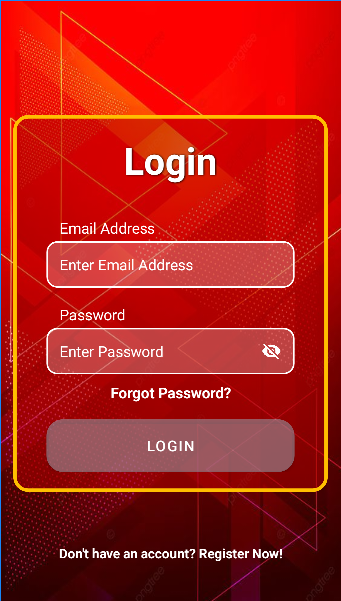 Login
Email Address
Enter Email Address
Password
Enter Password
Forgot Password?
LOGIN
Don't have an account? Register Now!